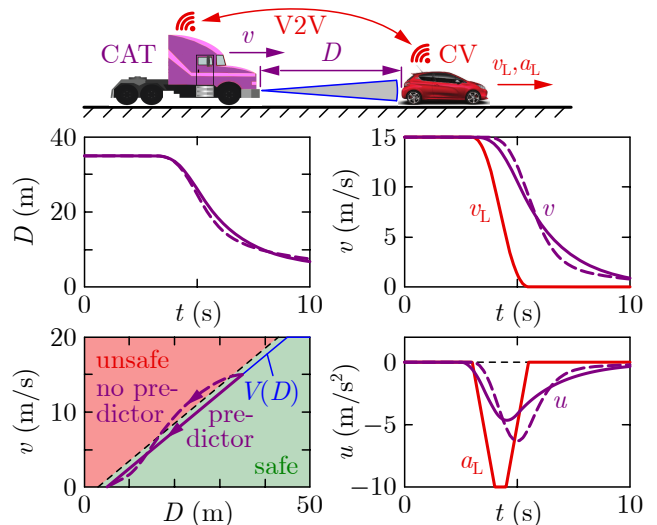 V2V
CAT v D CV v_L, a_L
40
20
0
D (m)
0 t (s) 10
15
10
5
0
v (m/s)
v_L v
0 t (s) 10
20
10
0
v (m/s)
unsafe
no pre-
dictor
V(D)
pre-
dictor
safe
0 D (m) 50
0
−5
−10
u (m/s²)
a_L u
0 t (s) 10